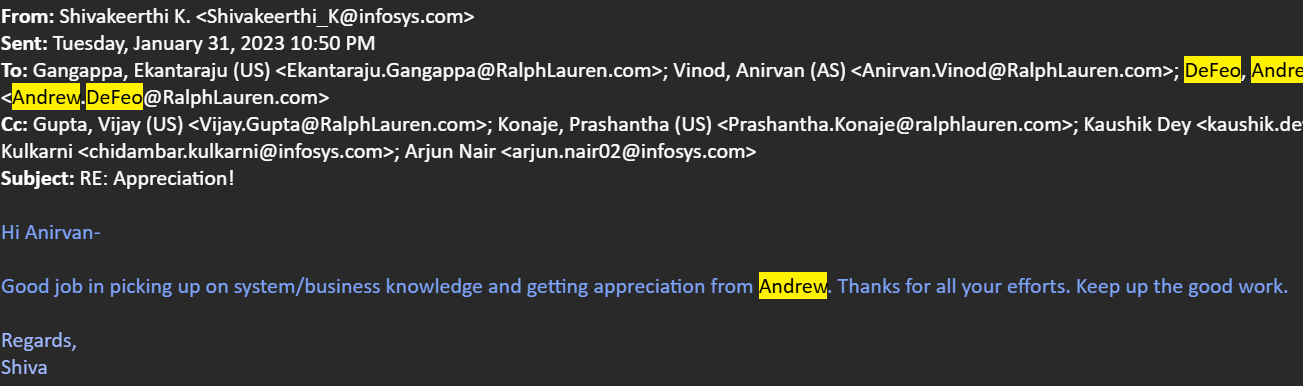 From: Shivakeerthi K. <Shivakeerthi_K@infosys.com>
Sent: Tuesday, January 31, 2023 10:50 PM
To: Gangappa, Ekantaraju (US) <Ekantaraju.Gangappa@RalphLauren.com>; Vinod, Anirvan (AS) <Anirvan.Vinod@RalphLauren.com>; DeFeo, Andre
<Andrew.DeFeo@RalphLauren.com>
Cc: Gupta, Vijay (US) <Vijay.Gupta@RalphLauren.com>; Konaje, Prashantha (US) <Prashantha.Konaje@ralphlauren.com>; Kaushik Dey <kaushik.de
Kulkarni <chidambar.kulkarni@infosys.com>; Arjun Nair <arjun.nair02@infosys.com>
Subject: RE: Appreciation!
Hi Anirvan-
Good job in picking up on system/business knowledge and getting appreciation from Andrew. Thanks for all your efforts. Keep up the good work.
Regards,
Shiva